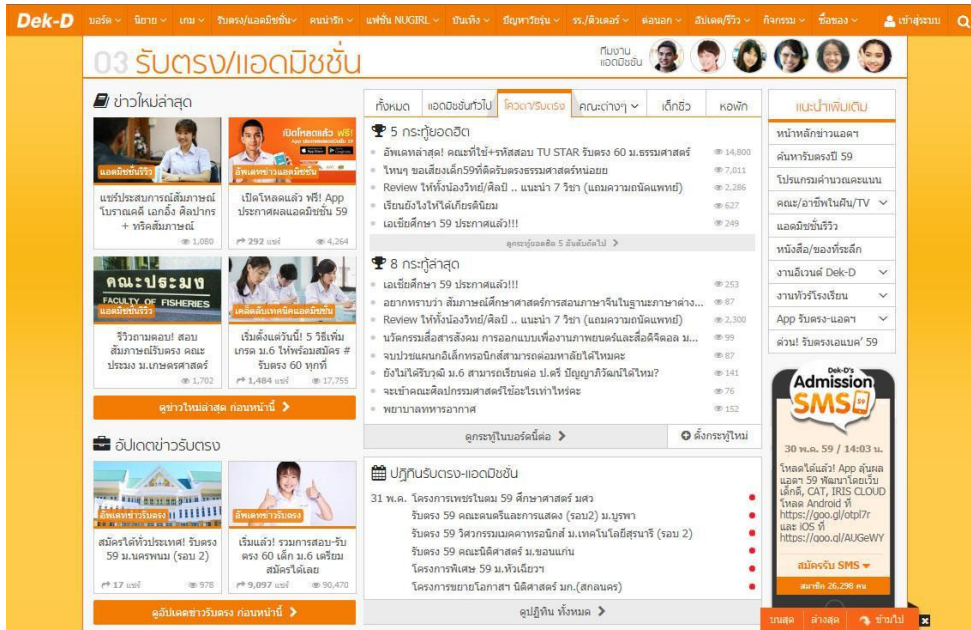 Dek-D บอร์ด นิยาย เกม รับตรง/แอดมิชชั่น คนน่ารัก แฟชั่น NUGIRL บันเทิง ปัญหาวัยรุ่น รร./ติวเตอร์ ต่อนอก อัปเดต/รีวิว กิจกรรม ซื้อของ เข้าสู่ระบบ
03 รับตรง/แอดมิชชั่น
ทีมงาน
แอดมิชชั่น
ข่าวใหม่ล่าสุด
แอดมิชชั่นรีวิว
แชร์ประสบการณ์สัมภาษณ์
โบราณคดี เอกอิ้ง ศิลปากร
+ ทริคสัมภาษณ์
1,080
เปิดโหลดแล้ว ฟรี!
อัพเดทข่าวแอดมิชชั่น
เปิดโหลดแล้ว ฟรี! App
ประกาศผลแอดมิชชั่น 59
292 แชร์ 4,264
คณะประมง
FACULTY OF FISHERIES
แอดมิชชั่นรีวิว
รีวิวถามตอบ! สอบ
สัมภาษณ์รับตรง คณะ
ประมง ม.เกษตรศาสตร์
1,702
เคล็ดลับเทคนิคแอดมิชชั่น
เริ่มตั้งแต่วันนี้! 5 วิธีเพิ่ม
เกรด ม.6 ให้พร้อมสมัคร #
รับตรง 60 ทุกที่
1,484 แชร์ 17,755
ดูข่าวใหม่ล่าสุด ก่อนหน้านี้
อัปเดตข่าวรับตรง
อัพเดทข่าวรับตรง
สมัครได้ทั่วประเทศ! รับตรง
59 ม.นครพนม (รอบ 2)
17 แชร์ 978
อัพเดทข่าวรับตรง
เริ่มแล้ว! รวมการสอบ-รับ
ตรง 60 เด็ก ม.6 เตรียม
สมัครได้เลย
9,097 แชร์ 90,470
ดูอัปเดตข่าวรับตรง ก่อนหน้านี้
ทั้งหมด แอดมิชชั่นทั่วไป โควตา/รับตรง คณะต่างๆ เด็กซิ่ว หอพัก
5 กระทู้ยอดฮิต
อัพเดทล่าสุด! คณะที่ใช้+รหัสสอบ TU STAR รับตรง 60 ม.ธรรมศาสตร์ 14,800
ไหนๆ ขอเสียงเด็ก59ที่ติดรับตรงธรรมศาสตร์หน่อยยย 7,011
Review ให้ทั้งน้องวิทย์/ศิลป์ .. แนะนำ 7 วิชา (แถมความถนัดแพทย์) 2,286
เรียนยังไงให้ได้เกียรตินิยม 627
เอเชียศึกษา 59 ประกาศแล้ว!!! 249
ดูกระทู้ยอดฮิต 5 อันดับถัดไป
8 กระทู้ล่าสุด
เอเชียศึกษา 59 ประกาศแล้ว!!! 253
อยากทราบว่า สัมภาษณ์ศึกษาศาสตร์การสอนภาษาจีนในฐานะภาษาต่าง... 87
Review ให้ทั้งน้องวิทย์/ศิลป์ .. แนะนำ 7 วิชา (แถมความถนัดแพทย์) 2,300
นวัตกรรมสื่อสารสังคม การออกแบบเพื่องานภาพยนตร์และสื่อดิจิตอล ม... 99
จบปวชแผนกอิเล็กทรอนิกส์สามารถต่อมหาลัยได้ไหมคะ 87
ยังไม่ได้รับวุฒิ ม.6 สามารถเรียนต่อ ป.ตรี ปัญญาภิวัฒน์ได้ไหม? 141
จะเข้าคณะศิลปกรรมศาสตร์ใช้อะไรเท่าไหร่คะ 76
พยาบาลทหารอากาศ 152
ดูกระทู้ในบอร์ดนี้ต่อ ตั้งกระทู้ใหม่
ปฏิทินรับตรง-แอดมิชชั่น
31 พ.ค. โครงการเพชรในตม 59 ศึกษาศาสตร์ มศว
รับตรง 59 คณะดนตรีและการแสดง (รอบ2) ม.บูรพา
รับตรง 59 วิศวกรรมเมคาทรอนิกส์ ม.เทคโนโลยีสุรนารี (รอบ 2)
รับตรง 59 คณะนิติศาสตร์ ม.ขอนแก่น
โครงการพิเศษ 59 ม.หัวเฉียวฯ
โครงการขยายโอกาสฯ นิติศาสตร์ มก.(สกลนคร)
ดูปฏิทิน ทั้งหมด
แนะนำเพิ่มเติม
หน้าหลักข่าวแอดฯ
ค้นหารับตรงปี 59
โปรแกรมคำนวณคะแนน
คณะ/อาชีพในฝัน/TV
แอดมิชชั่นรีวิว
หนังสือ/ของที่ระลึก
งานอีเวนต์ Dek-D
งานทัวร์โรงเรียน
App รับตรง-แอดฯ
ด่วน! รับตรงเอแบค' 59
Dek-D's
Admission
SMS 59
30 พ.ค. 59 / 14:03 น.
โหลดได้แล้ว! App ลุ้นผล
แอดฯ 59 พัฒนาโดยเว็บ
เด็กดี, CAT, IRIS CLOUD
โหลด Android ที่
https://goo.gl/otpl7r
และ iOS ที่
https://goo.gl/AUGeWY
สมัครรับ SMS
สมาชิก 26,298 คน
บนสุด ล่างสุด ข้ามไป